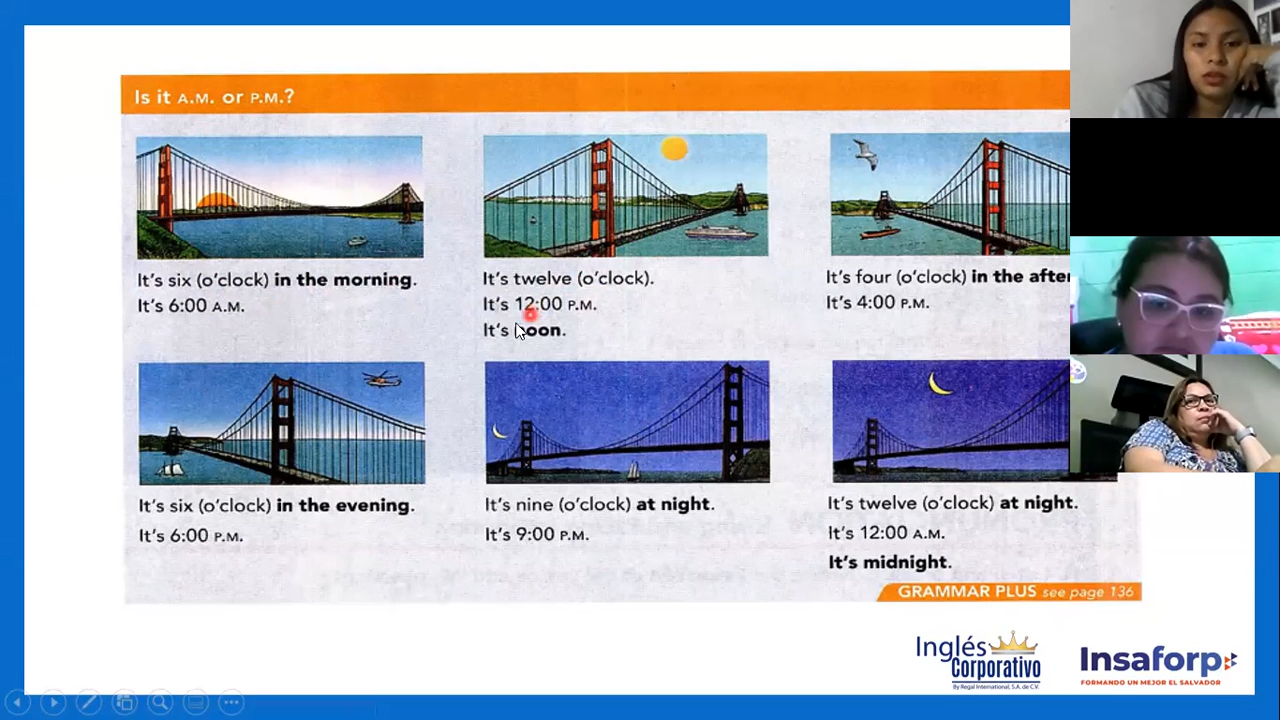 Is it A.M. or P.M.?
It's six (o'clock) in the morning.
It's 6:00 A.M.
It's twelve (o'clock).
It's 12:00 P.M.
It's noon.
It's four (o'clock) in the after
It's 4:00 P.M.
It's six (o'clock) in the evening.
It's 6:00 P.M.
It's nine (o'clock) at night.
It's 9:00 P.M.
It's twelve (o'clock) at night.
It's 12:00 A.M.
It's midnight.
GRAMMAR PLUS see page 136
Inglés
Corporativo
By Regal International, S.A. de C.V.
Insaforp
FORMANDO UN MEJOR EL SALVADOR